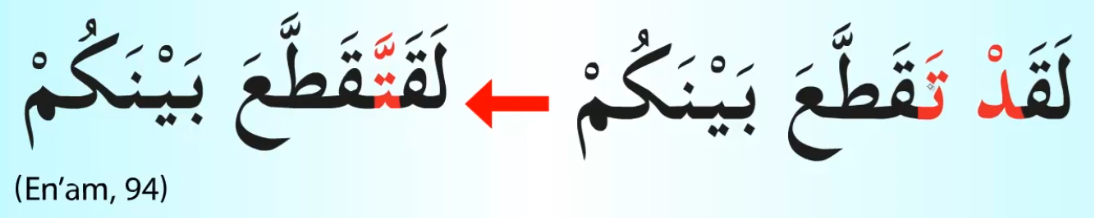 لَقَدْ تَقَطَّعَ بَيْنَكُمْ ← لَقَتَّقَطَّعَ بَيْنَكُمْ
(En’am, 94)